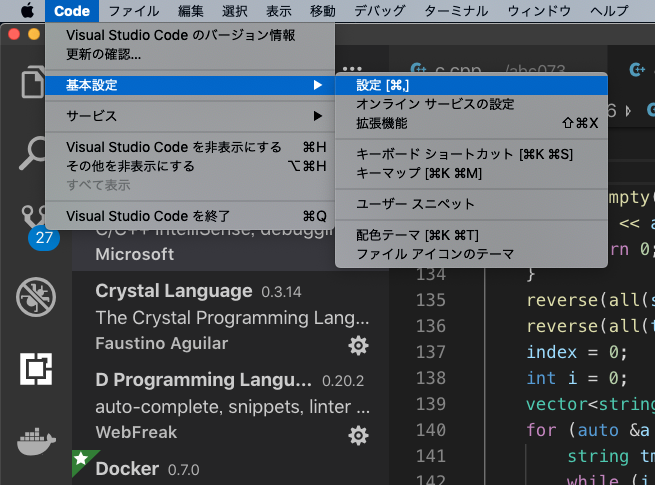 Code ファイル 編集 選択 表示 移動 デバッグ ターミナル ウィンドウ ヘルプ
Visual Studio Code のバージョン情報
更新の確認...
基本設定
サービス
Visual Studio Code を非表示にする ⌘H
その他を非表示にする ⌥⌘H
すべて表示
Visual Studio Code を終了 ⌘Q
設定 [⌘,]
オンライン サービスの設定
拡張機能 ⇧⌘X
キーボード ショートカット [⌘K ⌘S]
キーマップ [⌘K ⌘M]
ユーザー スニペット
配色テーマ [⌘K ⌘T]
ファイル アイコンのテーマ
27
Microsoft
Crystal Language 0.3.14
The Crystal Programming Lang...
Faustino Aguilar
D Programming Langu... 0.20.2
auto-complete, snippets, linter ...
WebFreak
Docker 0.7.0
mpty(
<< a
rn 0;
134 }
135 reverse(all(s
136 reverse(all(t
137 index = 0;
138 int i = 0;
139 vector<string
140 for (auto &a
141 string tm
142 while (i